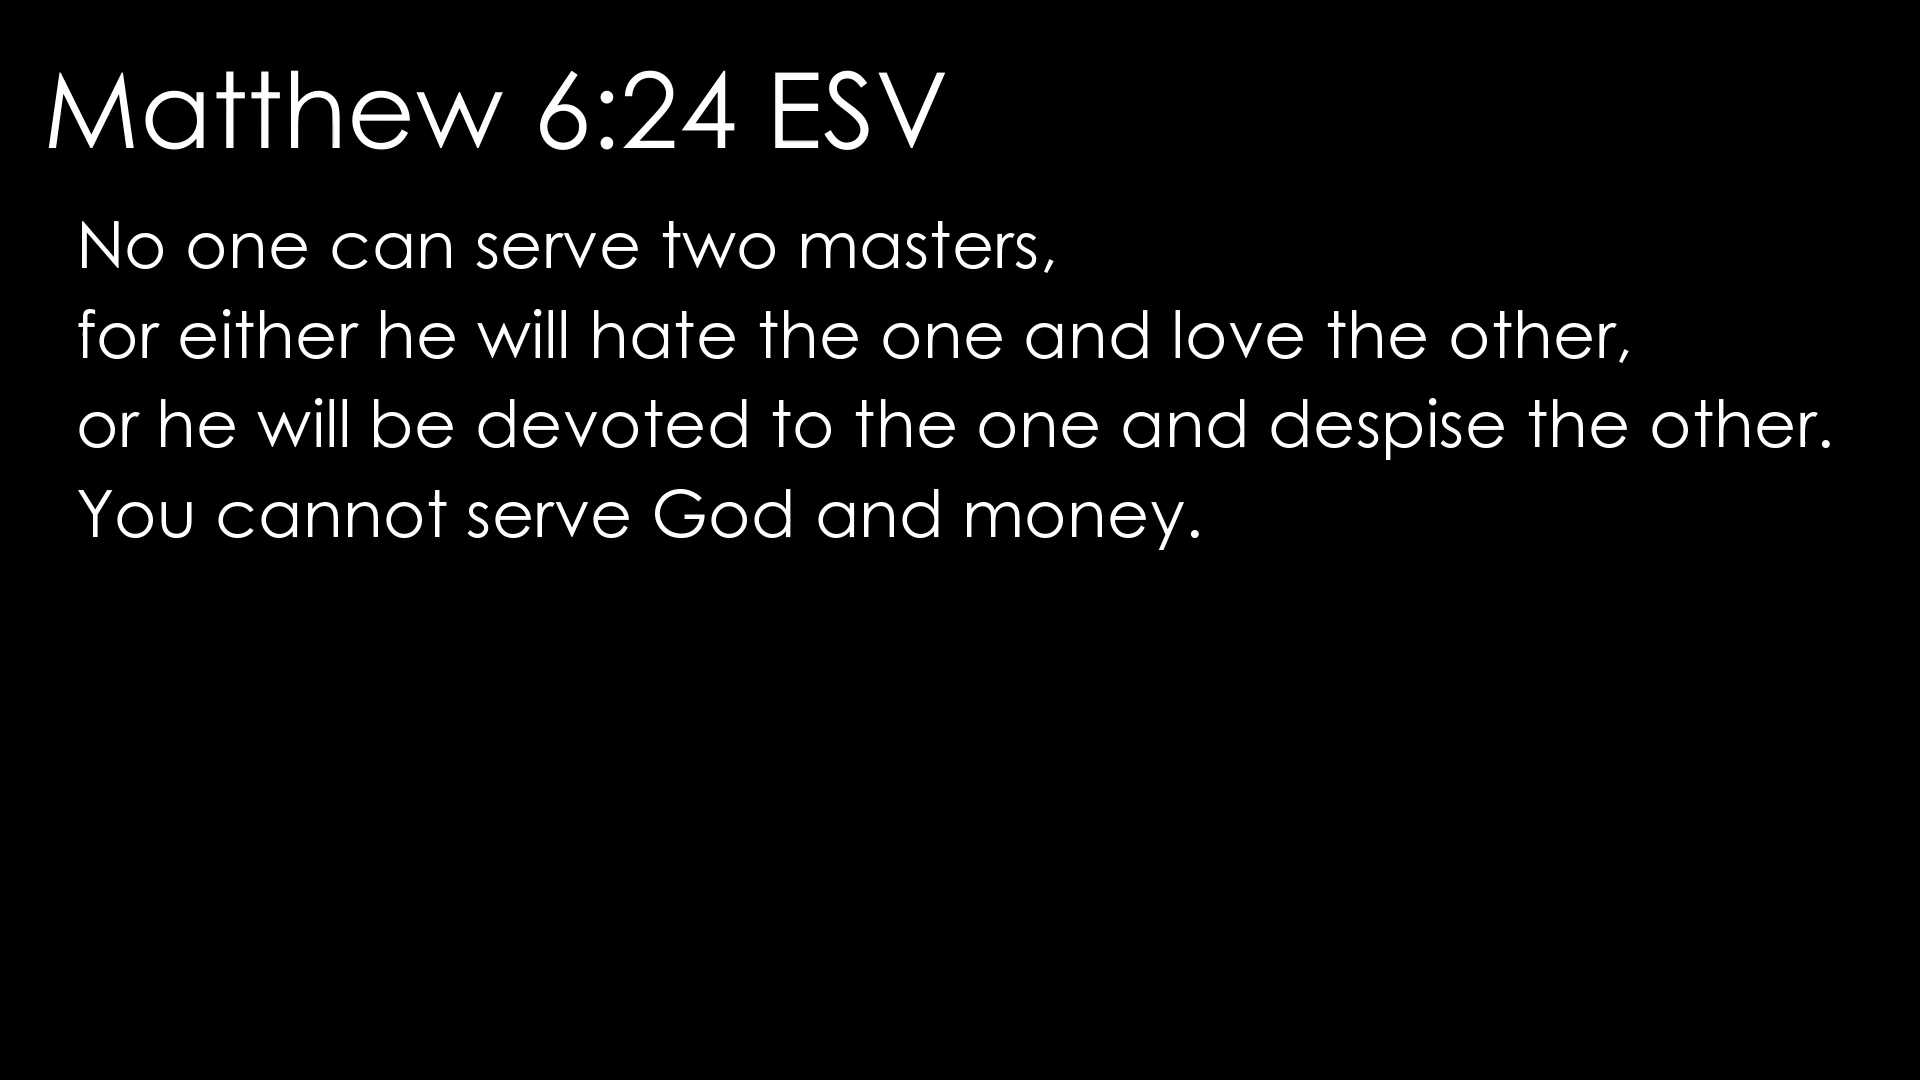 Matthew 6:24 ESV
No one can serve two masters,
for either he will hate the one and love the other,
or he will be devoted to the one and despise the other.
You cannot serve God and money.